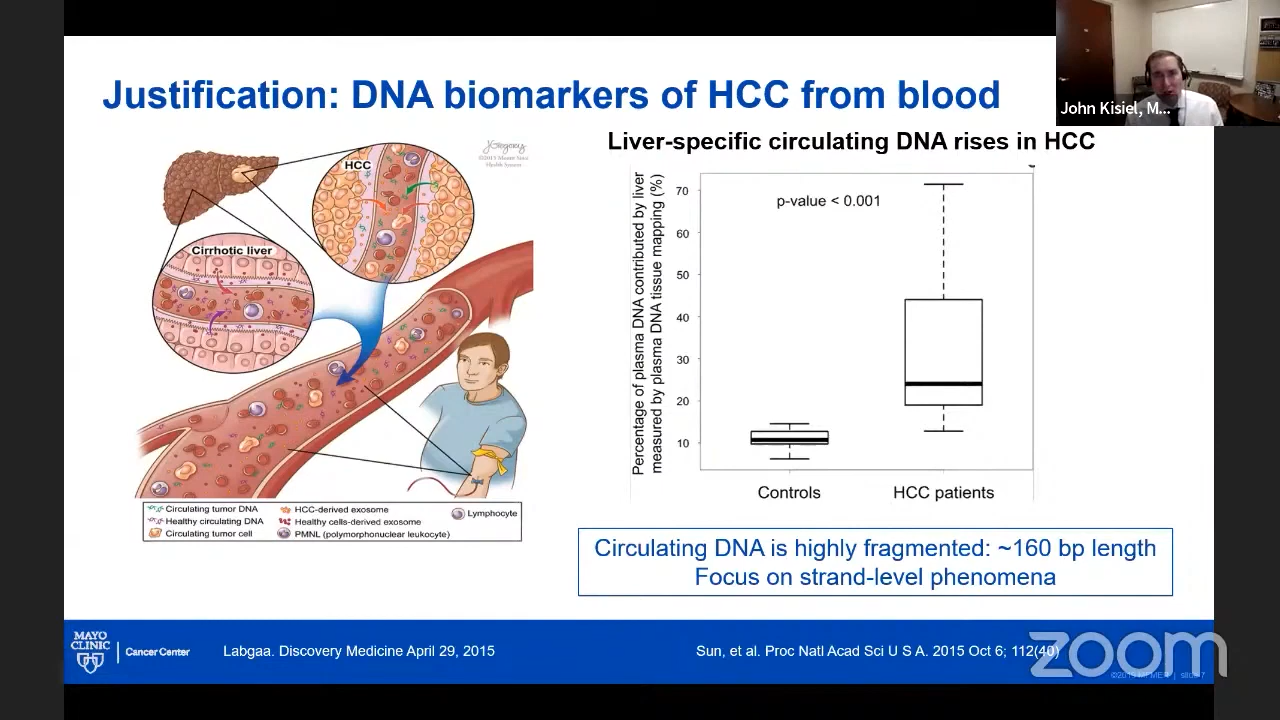 Justification: DNA biomarkers of HCC from blood
John Kisiel, M...
Liver-specific circulating DNA rises in HCC
©2015 Mount Sinai
Health System
HCC
Cirrhotic liver
Circulating tumor DNA
Healthy circulating DNA
Circulating tumor cell
HCC-derived exosome
Healthy cells-derived exosome
PMNL (polymorphonuclear leukocyte)
Lymphocyte
Percentage of plasma DNA contributed by liver
measured by plasma DNA tissue mapping (%)
70
60
50
40
30
20
10
p-value < 0.001
Controls
HCC patients
Circulating DNA is highly fragmented: ~160 bp length
Focus on strand-level phenomena
MAYO
CLINIC
Cancer Center
Labgaa. Discovery Medicine April 29, 2015
Sun, et al. Proc Natl Acad Sci U S A. 2015 Oct 6; 112(40)
zoom